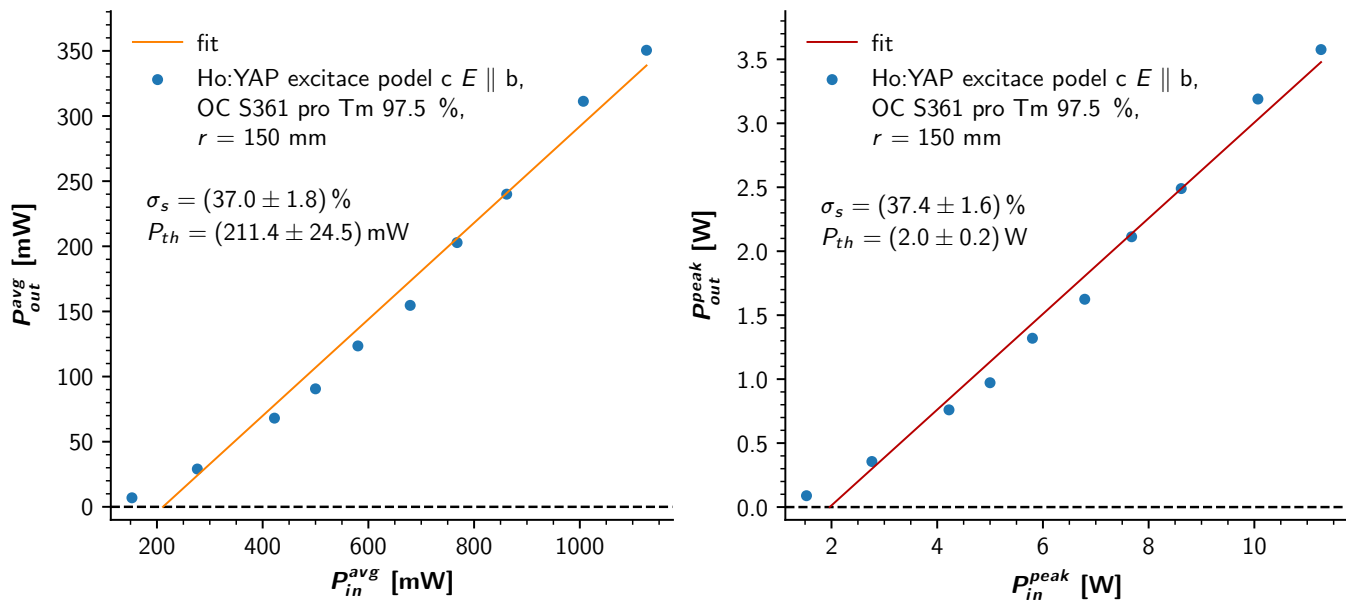 fit
Ho:YAP excitace podel c E ∥ b,
OC S361 pro Tm 97.5 %,
r = 150 mm
σs = (37.0 ± 1.8) %
Pth = (211.4 ± 24.5) mW
350
300
250
200
150
100
50
0
P_out^avg [mW]
200 400 600 800 1000
P_in^avg [mW]
fit
Ho:YAP excitace podel c E ∥ b,
OC S361 pro Tm 97.5 %,
r = 150 mm
σs = (37.4 ± 1.6) %
Pth = (2.0 ± 0.2) W
3.5
3.0
2.5
2.0
1.5
1.0
0.5
0.0
P_out^peak [W]
2 4 6 8 10
P_in^peak [W]